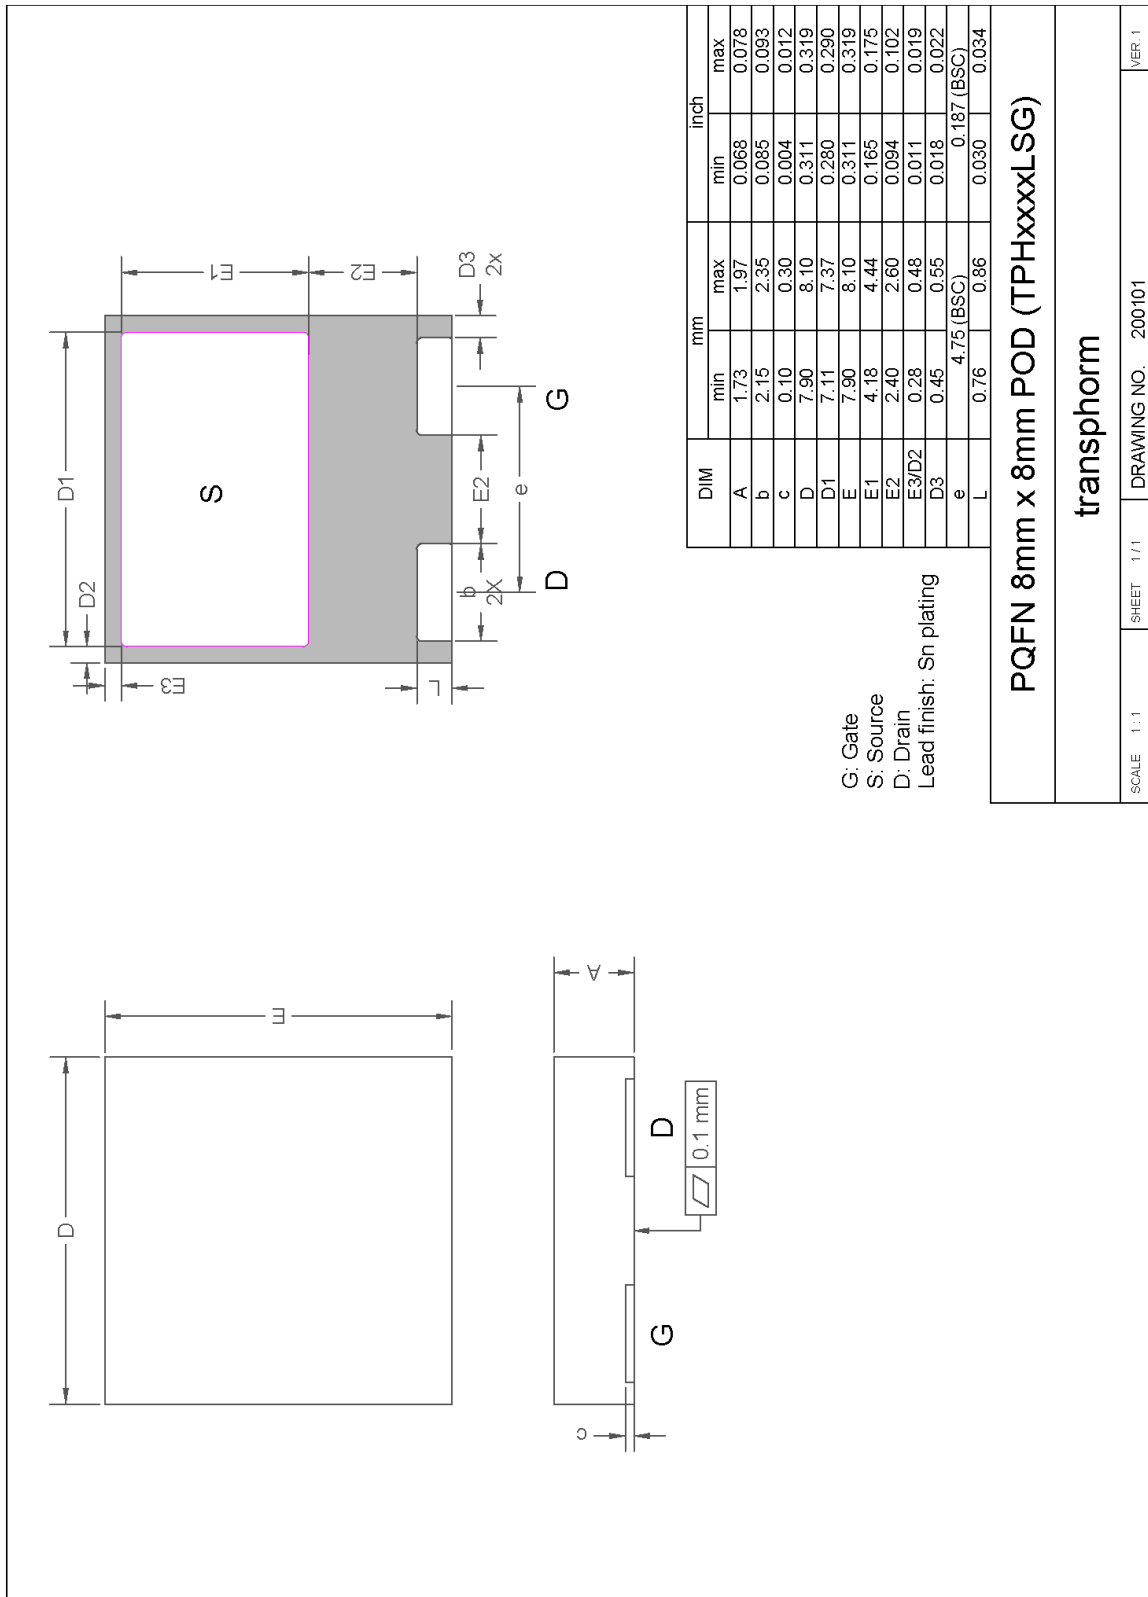 D
E
A
c
G
D
0.1 mm
D2
D1
E3
S
E1
E2
L
b
2X
E2
D3
2x
e
D
G
G: Gate
S: Source
D: Drain
Lead finish: Sn plating
DIM mm inch
min max min max
A 1.73 1.97 0.068 0.078
b 2.15 2.35 0.085 0.093
c 0.10 0.30 0.004 0.012
D 7.90 8.10 0.311 0.319
D1 7.11 7.37 0.280 0.290
E 7.90 8.10 0.311 0.319
E1 4.18 4.44 0.165 0.175
E2 2.40 2.60 0.094 0.102
E3/D2 0.28 0.48 0.011 0.019
D3 0.45 0.55 0.018 0.022
e 4.75 (BSC) 0.187 (BSC)
L 0.76 0.86 0.030 0.034
PQFN 8mm x 8mm POD (TPHxxxxLSG)
transphorm
SCALE 1 : 1 SHEET 1 / 1 DRAWING NO. 200101 VER. 1